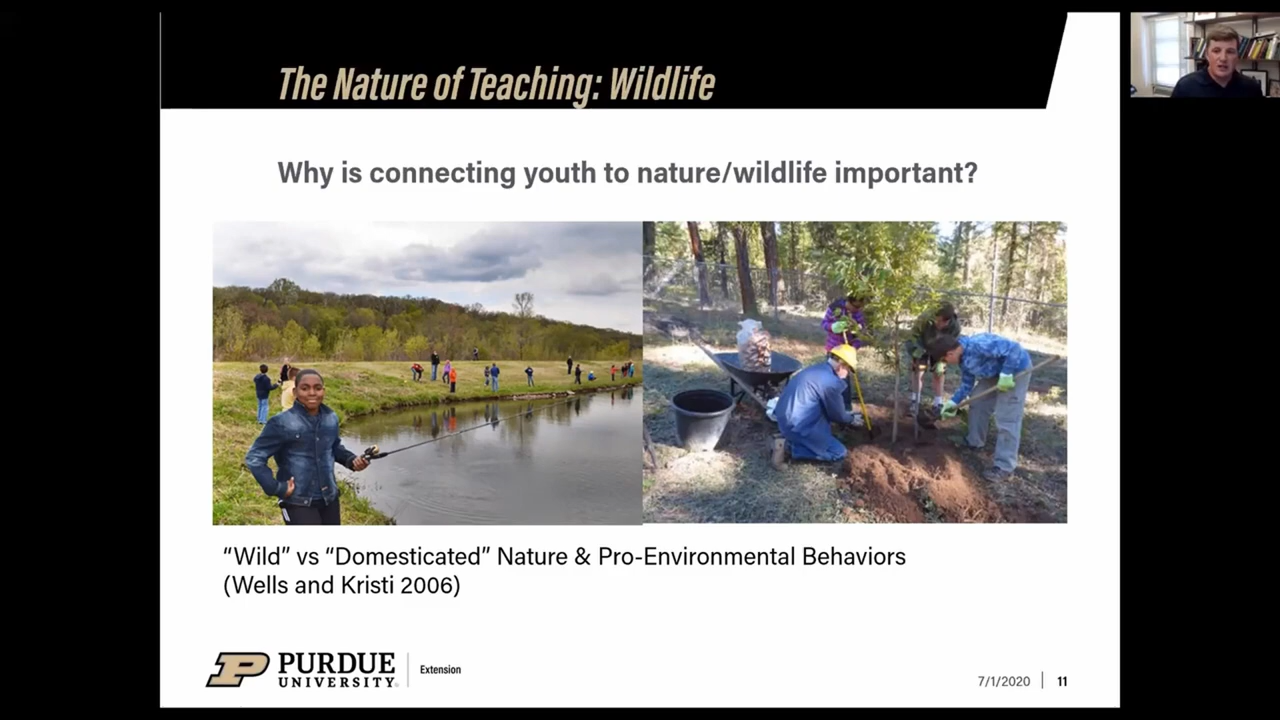 The Nature of Teaching: Wildlife
Why is connecting youth to nature/wildlife important?
“Wild” vs “Domesticated” Nature & Pro-Environmental Behaviors
(Wells and Kristi 2006)
P PURDUE
UNIVERSITY
Extension
7/1/2020 11